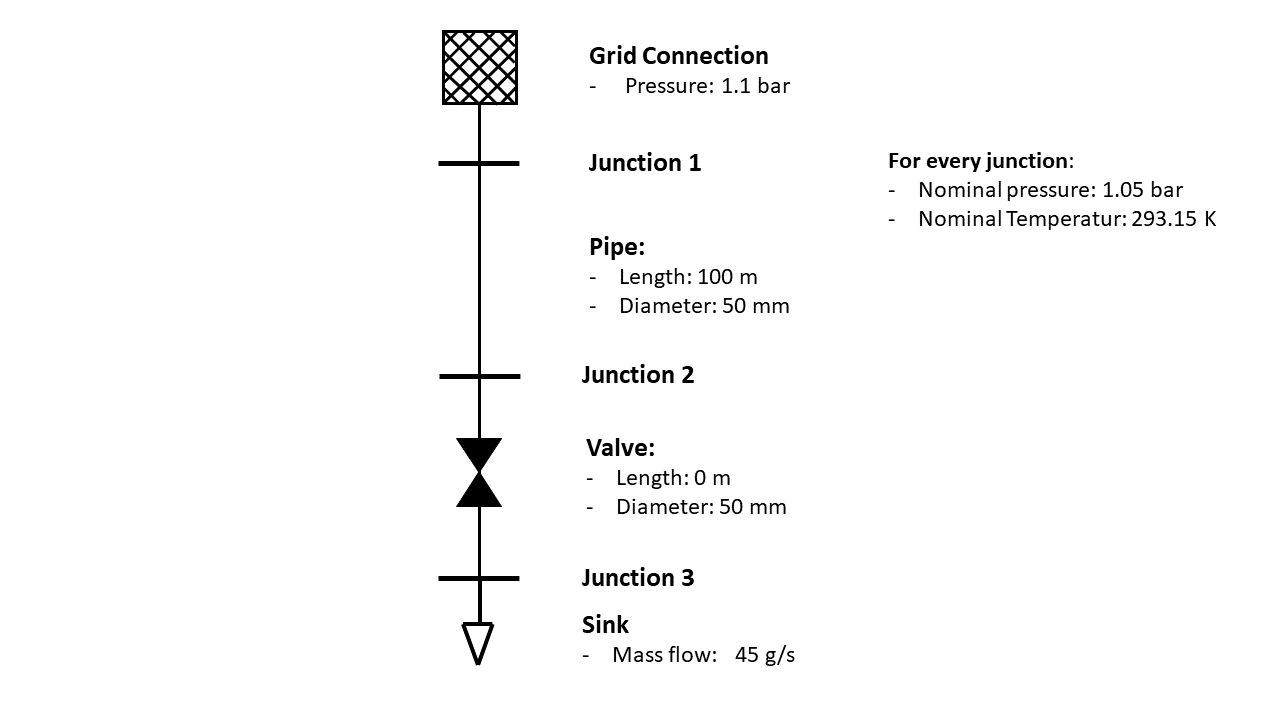 Grid Connection
- Pressure: 1.1 bar
Junction 1
For every junction:
- Nominal pressure: 1.05 bar
- Nominal Temperatur: 293.15 K
Pipe:
- Length: 100 m
- Diameter: 50 mm
Junction 2
Valve:
- Length: 0 m
- Diameter: 50 mm
Junction 3
Sink
- Mass flow: 45 g/s